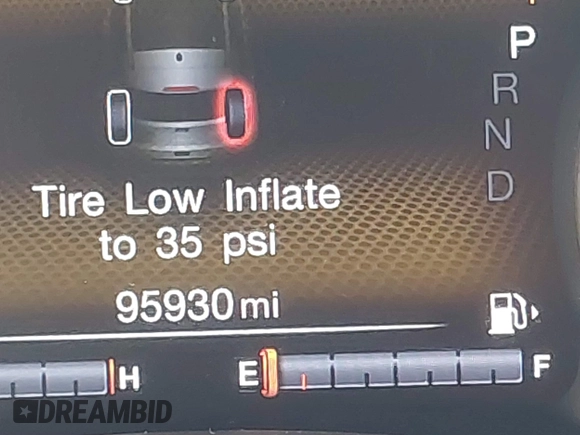 P
R
N
D
Tire Low Inflate
to 35 psi
95930 mi
H
E
F
DREAMBID